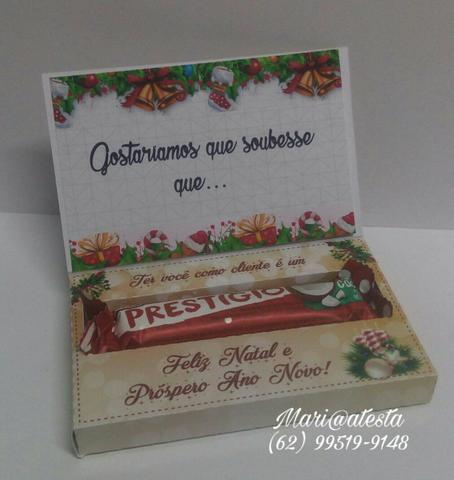 Gostaríamos que soubesse
que...
Ter você como cliente é um
PRESTÍGIO
Feliz Natal e
Próspero Ano Novo!
Mari@atesta
(62) 99519-9148